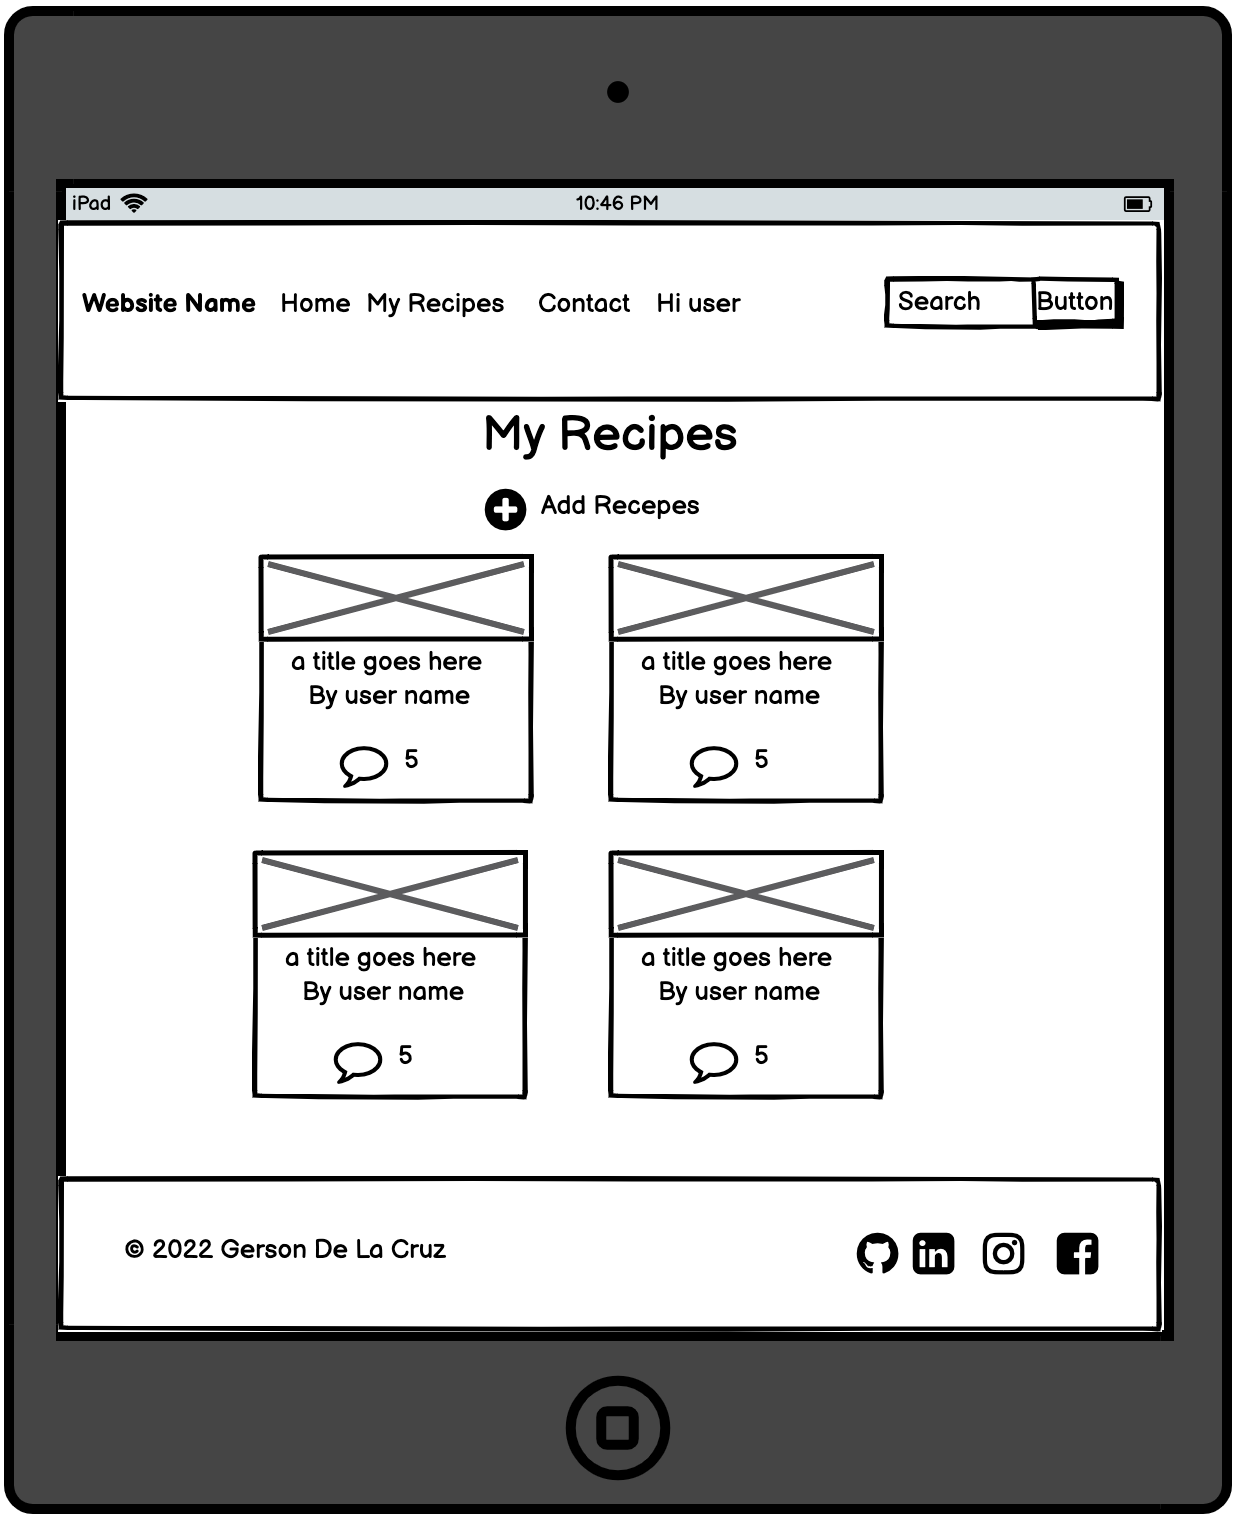 iPad 10:46 PM
Website Name Home My Recipes Contact Hi user Search Button
My Recipes
Add Recepes
a title goes here
By user name
5
a title goes here
By user name
5
a title goes here
By user name
5
a title goes here
By user name
5
© 2022 Gerson De La Cruz